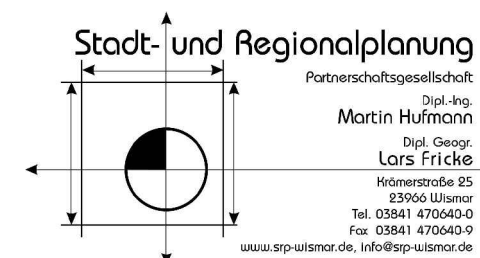 Stadt- und Regionalplanung
Partnerschaftsgesellschaft
Dipl.-Ing.
Martin Hufmann
Dipl. Geogr.
Lars Fricke
Krämerstraße 25
23966 Wismar
Tel. 03841 470640-0
Fax 03841 470640-9
www.srp-wismar.de, info@srp-wismar.de